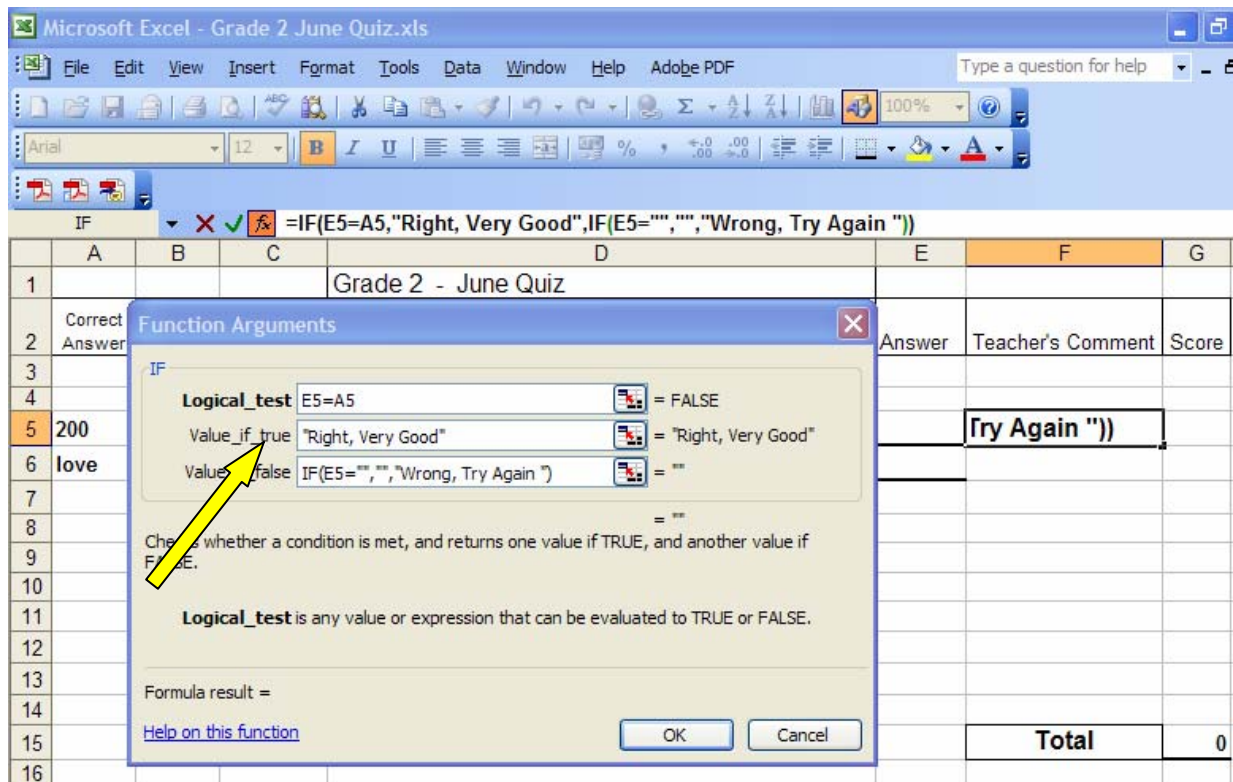 Microsoft Excel - Grade 2 June Quiz.xls
File Edit View Insert Format Tools Data Window Help Adobe PDF Type a question for help
ABC Σ 100%
Arial 12 B I U % , A
IF =IF(E5=A5,"Right, Very Good",IF(E5="","","Wrong, Try Again "))
A B C D E F G
1 Grade 2 - June Quiz
2 Correct Answer Answer Teacher's Comment Score
3
4
5 200 Try Again "))
6 love
7
8
9
10
11
12
13
14
15 Total 0
16
Function Arguments
IF
Logical_test E5=A5 = FALSE
Value_if_true "Right, Very Good" = "Right, Very Good"
Value false IF(E5="","","Wrong, Try Again ") = ""
= ""
whether a condition is met, and returns one value if TRUE, and another value if
Logical_test is any value or expression that can be evaluated to TRUE or FALSE.
Formula result =
Help on this function OK Cancel